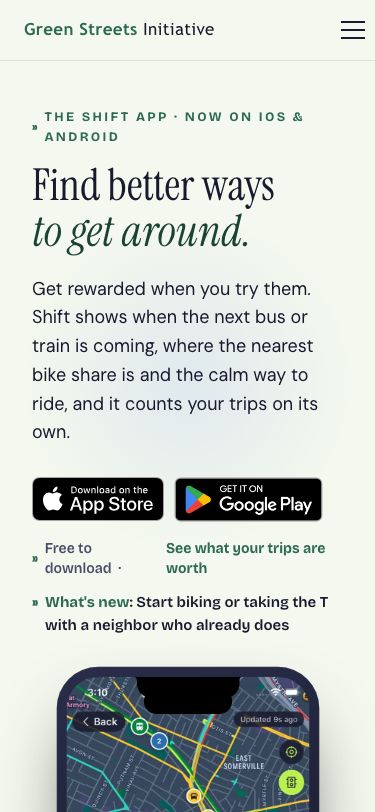 Green Streets Initiative
» THE SHIFT APP · NOW ON IOS &
ANDROID
Find better ways
to get around.
Get rewarded when you try them.
Shift shows when the next bus or
train is coming, where the nearest
bike share is and the calm way to
ride, and it counts your trips on its
own.
Download on the
App Store
GET IT ON
Google Play
» Free to
download ·
See what your trips are
worth
» What's new: Start biking or taking the T
with a neighbor who already does
3:10
at
Armory
Back
Updated 9s ago
2
EAST
SOMERVILLE